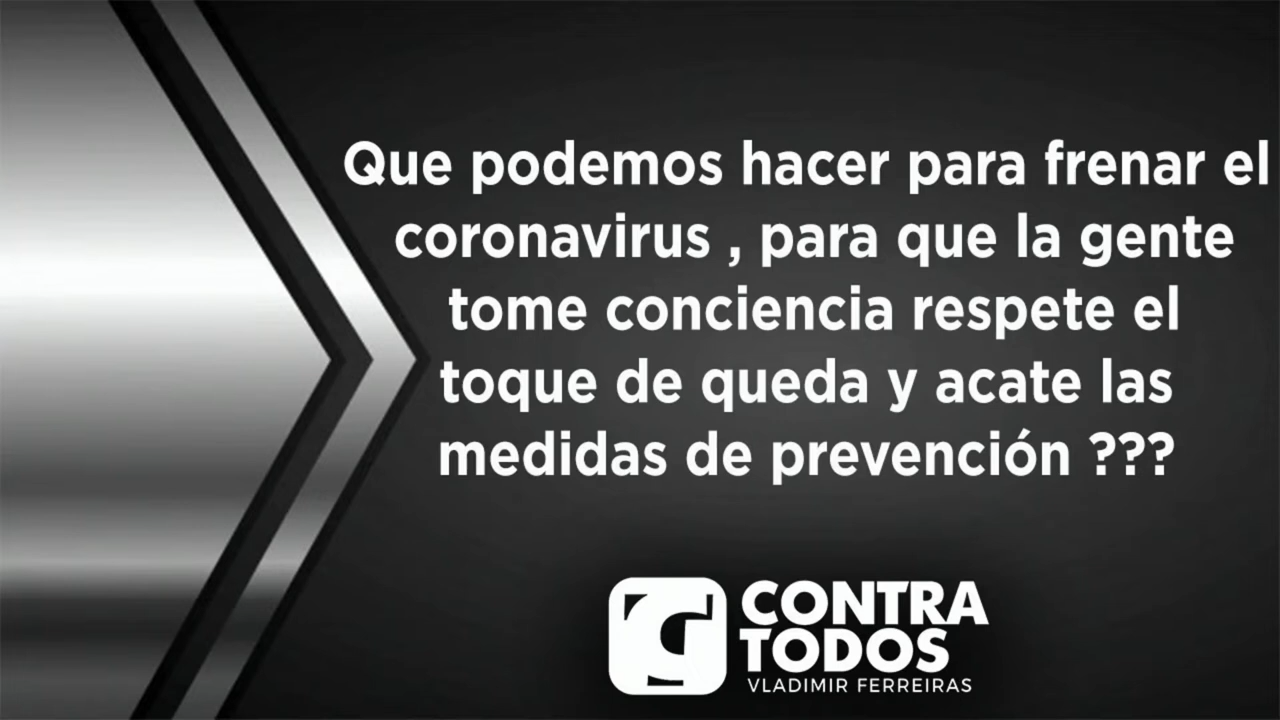 Que podemos hacer para frenar el
coronavirus , para que la gente
tome conciencia respete el
toque de queda y acate las
medidas de prevención ???
CONTRA
TODOS
VLADIMIR FERREIRAS